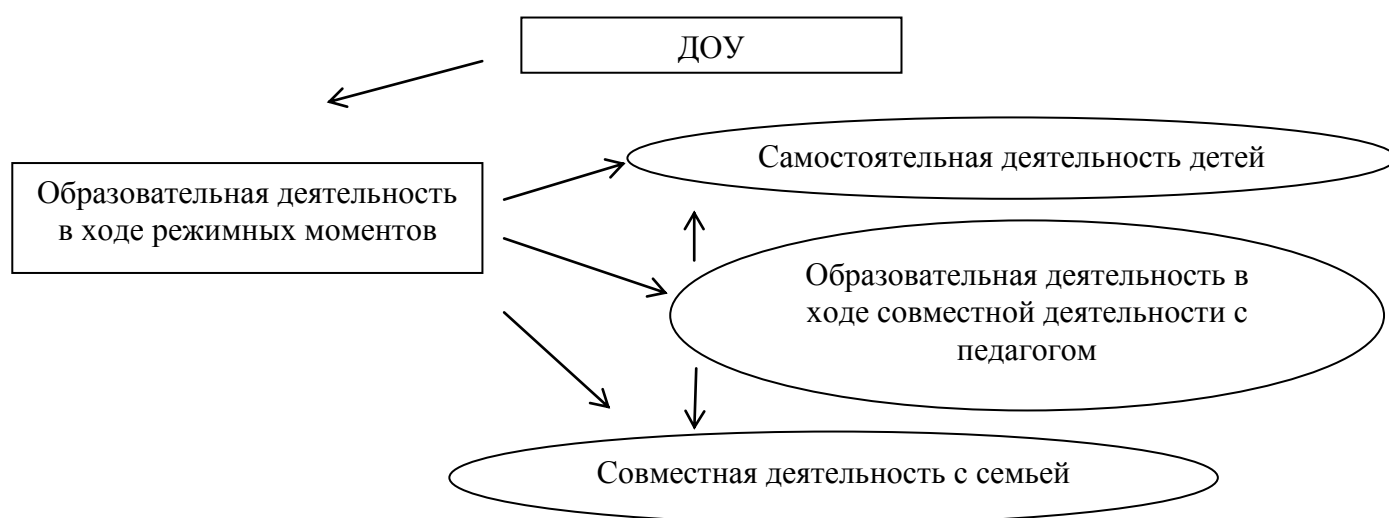 ДОУ
Самостоятельная деятельность детей
Образовательная деятельность
в ходе режимных моментов
Образовательная деятельность в
ходе совместной деятельности с
педагогом
Совместная деятельность с семьей